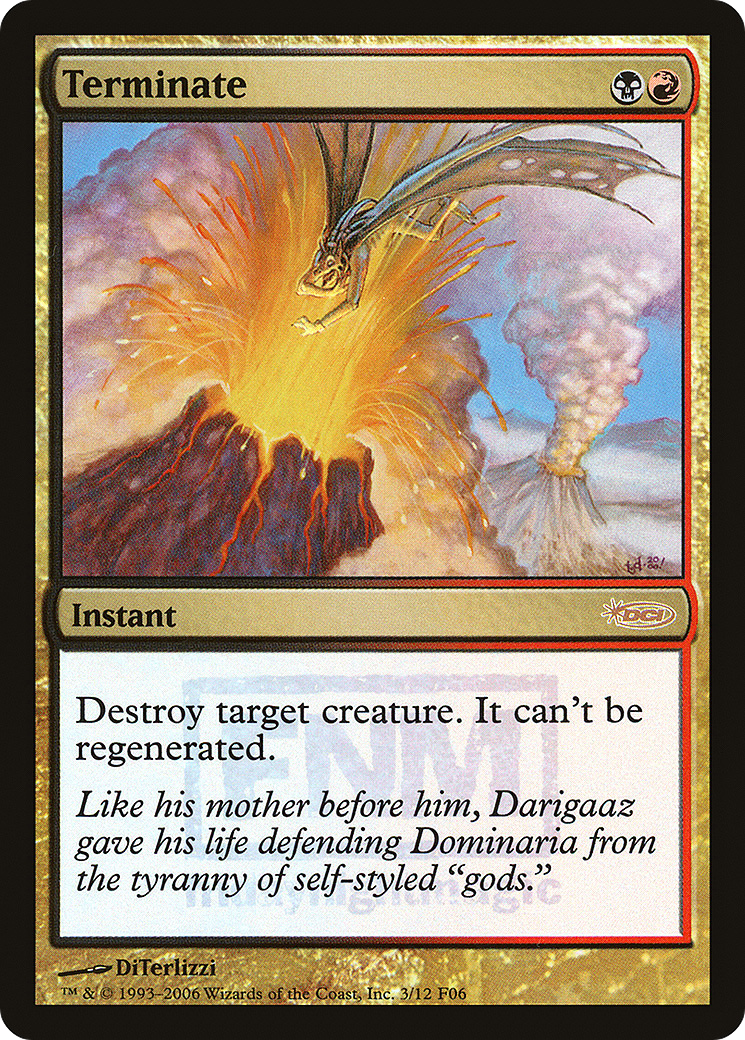 Terminate
Instant
DCI
Destroy target creature. It can't be
regenerated.
FNM
Like his mother before him, Darigaaz
gave his life defending Dominaria from
the tyranny of self-styled “gods.”
DiTerlizzi
™ & © 1993–2006 Wizards of the Coast, Inc. 3/12 F06